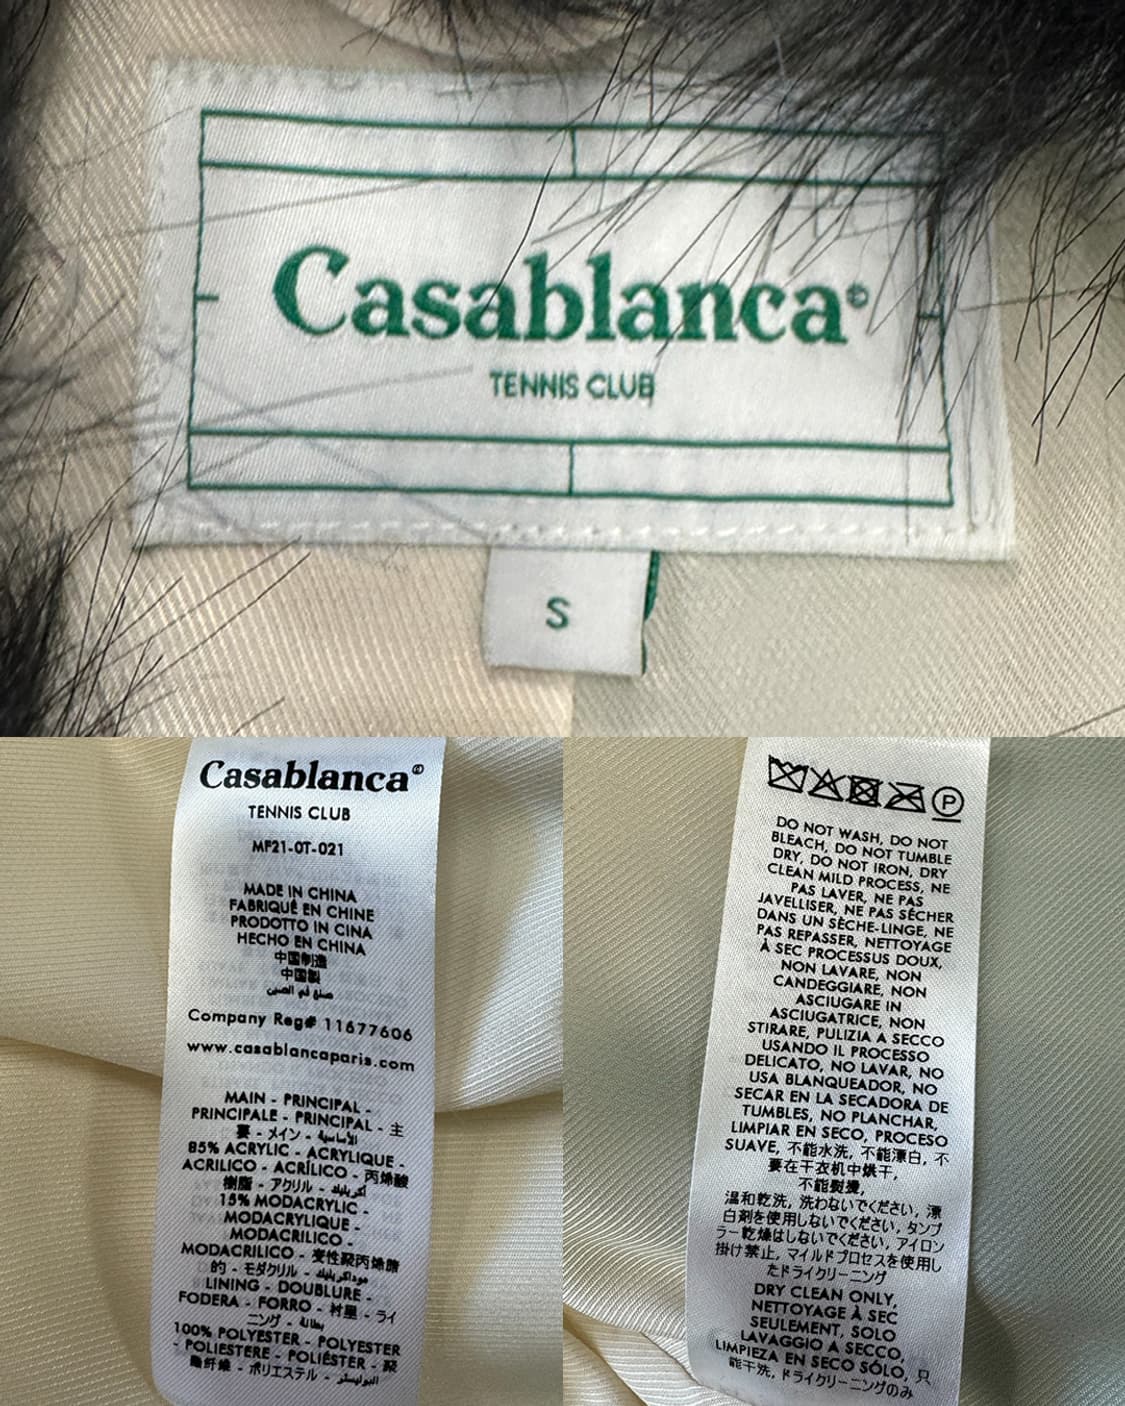 Casablanca©
TENNIS CLUB
S
Casablanca©
TENNIS CLUB
MF21-OT-021
MADE IN CHINA
FABRIQUÉ EN CHINE
PRODOTTO IN CINA
HECHO EN CHINA
中国制造
中国製
صنع في الصين
Company Reg# 11677606
www.casablancaparis.com
MAIN - PRINCIPAL -
PRINCIPALE - PRINCIPAL - 主
要 - メイン - الأساسية
85% ACRYLIC - ACRYLIQUE -
ACRILICO - ACRÍLICO - 丙烯酸
樹脂 - アクリル - أكريليك
15% MODACRYLIC -
MODACRYLIQUE -
MODACRILICO -
MODACRILICO - 变性聚丙烯腈
的 - モダクリル - موداكريليك
LINING - DOUBLURE -
FODERA - FORRO - 衬里 - ライ
ニング - بطانة
100% POLYESTER - POLYESTER
- POLIESTERE - POLIÉSTER - 聚
酯纤维 - ポリエステル - البوليستر
P
DO NOT WASH, DO NOT
BLEACH, DO NOT TUMBLE
DRY, DO NOT IRON, DRY
CLEAN MILD PROCESS, NE
PAS LAVER, NE PAS
JAVELLISER, NE PAS SÉCHER
DANS UN SÈCHE-LINGE, NE
PAS REPASSER, NETTOYAGE
À SEC PROCESSUS DOUX,
NON LAVARE, NON
CANDEGGIARE, NON
ASCIUGARE IN
ASCIUGATRICE, NON
STIRARE, PULIZIA A SECCO
USANDO IL PROCESSO
DELICATO, NO LAVAR, NO
USA BLANQUEADOR, NO
SECAR EN LA SECADORA DE
TUMBLES, NO PLANCHAR,
LIMPIAR EN SECO, PROCESO
SUAVE, 不能水洗, 不能漂白, 不
要在干衣机中烘干,
不能熨烫,
温和乾洗, 洗わないでください, 漂
白剤を使用しないでください, タンブ
ラー乾燥はしないでください, アイロン
掛け禁止, マイルドプロセスを使用し
たドライクリーニング
DRY CLEAN ONLY,
NETTOYAGE À SEC
SEULEMENT, SOLO
LAVAGGIO A SECCO,
LIMPIEZA EN SECO SÓLO, 只
能干洗, ドライクリーニングのみ